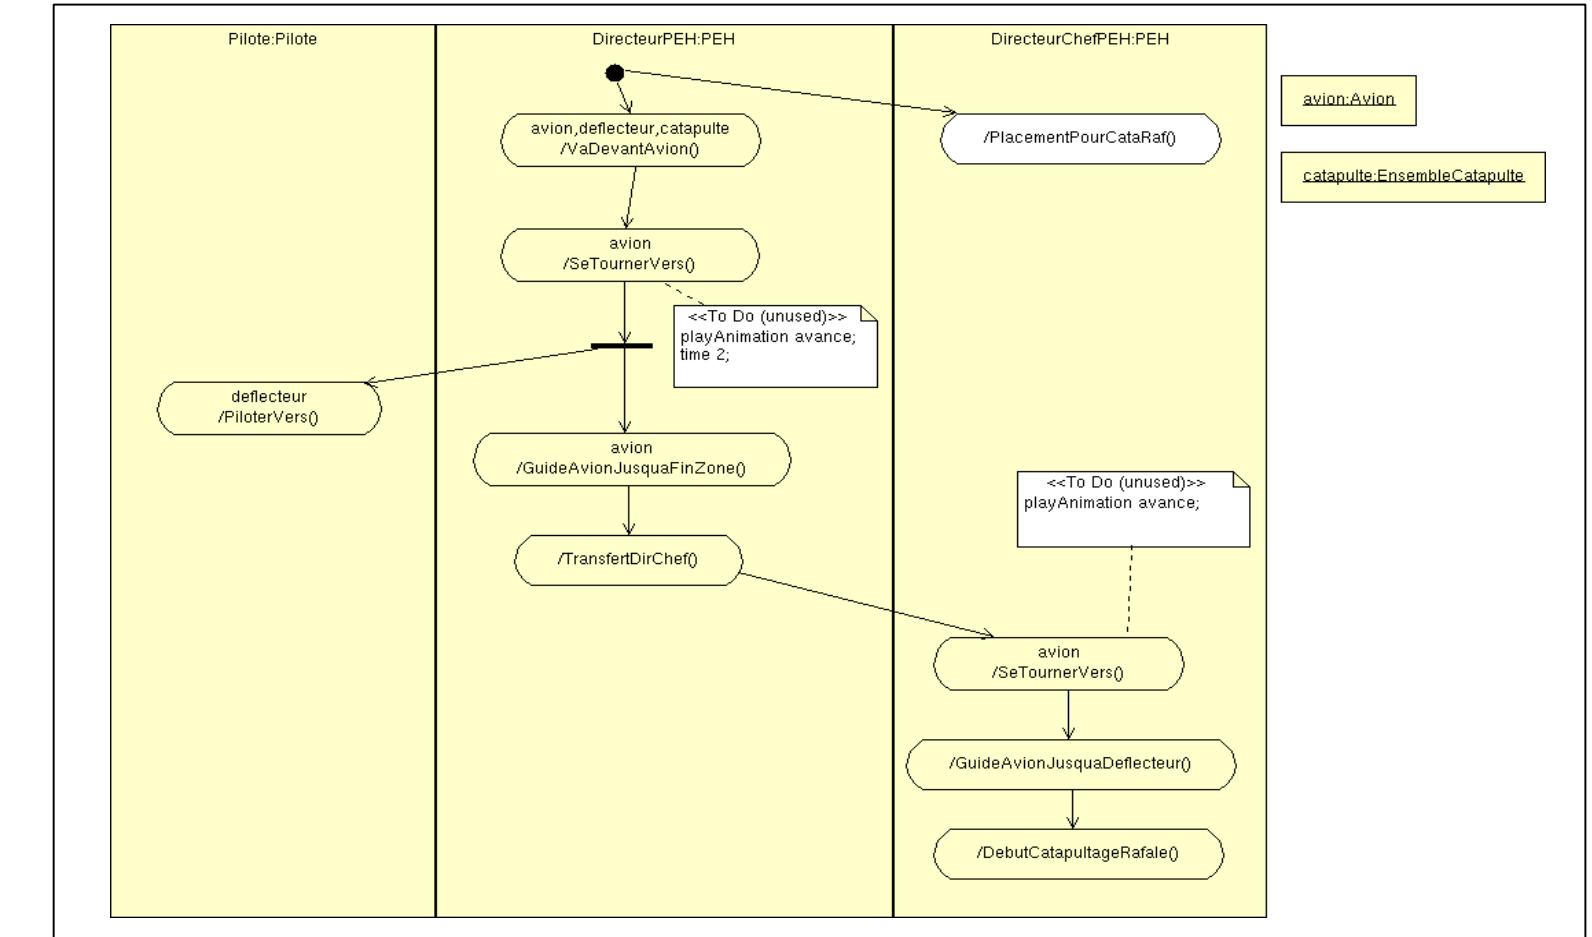 Pilote:Pilote
DirecteurPEH:PEH
DirecteurChefPEH:PEH
avion:Avion
catapulte:EnsembleCatapulte
avion,deflecteur,catapulte
/VaDevantAvion()
/PlacementPourCataRaf()
avion
/SeTournerVers()
<<To Do (unused)>>
playAnimation avance;
time 2;
deflecteur
/PiloterVers()
avion
/GuideAvionJusquaFinZone()
/TransfertDirChef()
<<To Do (unused)>>
playAnimation avance;
avion
/SeTournerVers()
/GuideAvionJusquaDeflecteur()
/DebutCatapultageRafale()